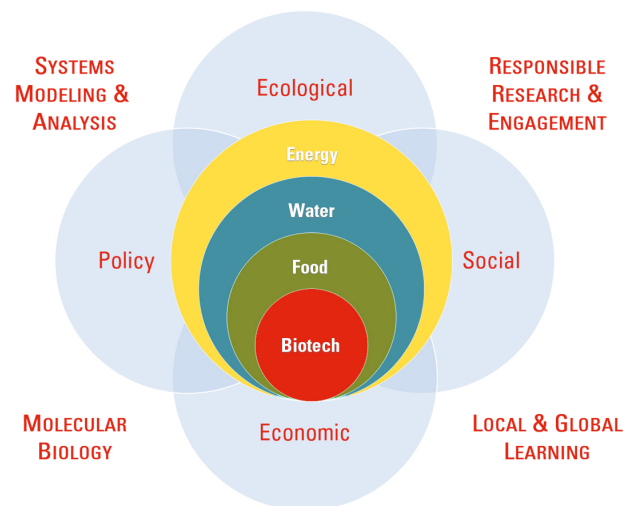 SYSTEMS
MODELING &
ANALYSIS
RESPONSIBLE
RESEARCH &
ENGAGEMENT
Ecological
Energy
Water
Policy
Food
Social
Biotech
Economic
MOLECULAR
BIOLOGY
LOCAL & GLOBAL
LEARNING